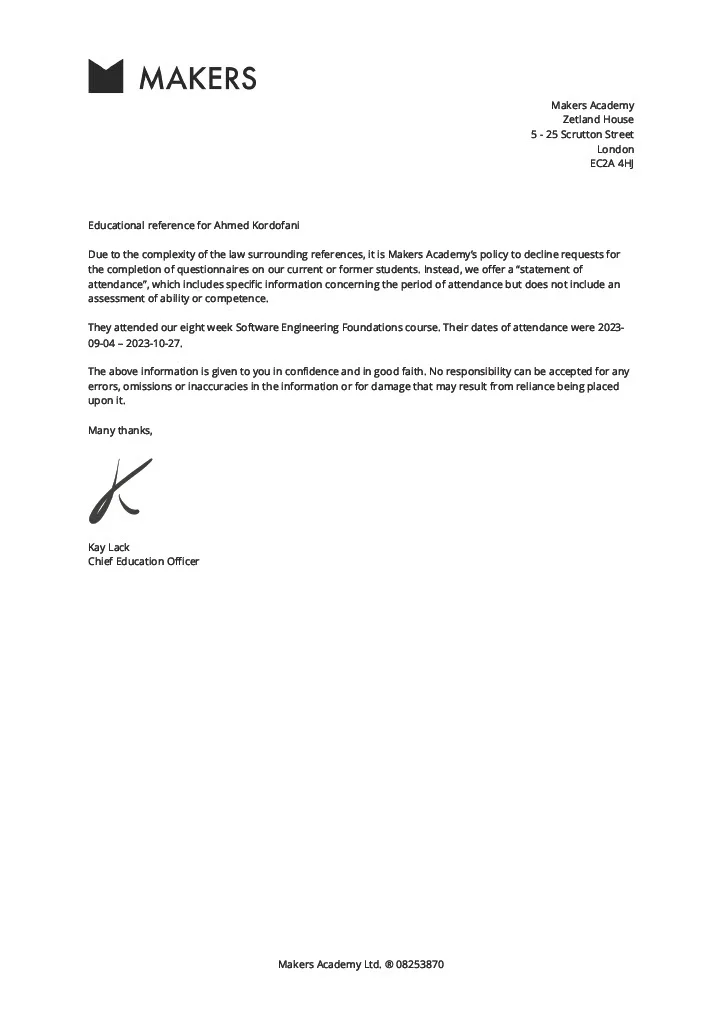 MAKERS
Makers Academy
Zetland House
5 - 25 Scrutton Street
London
EC2A 4HJ
Educational reference for Ahmed Kordofani
Due to the complexity of the law surrounding references, it is Makers Academy’s policy to decline requests for
the completion of questionnaires on our current or former students. Instead, we offer a “statement of
attendance”, which includes specific information concerning the period of attendance but does not include an
assessment of ability or competence.
They attended our eight week Software Engineering Foundations course. Their dates of attendance were 2023-
09-04 – 2023-10-27.
The above information is given to you in confidence and in good faith. No responsibility can be accepted for any
errors, omissions or inaccuracies in the information or for damage that may result from reliance being placed
upon it.
Many thanks,
K
Kay Lack
Chief Education Officer
Makers Academy Ltd. ® 08253870